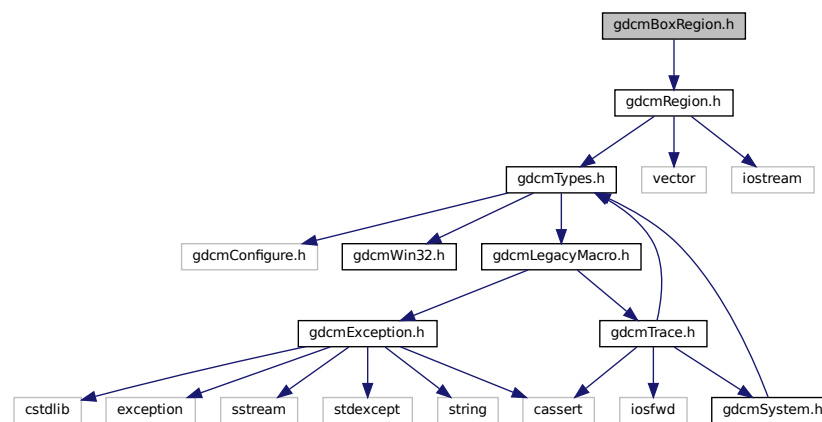 gdcmBoxRegion.h
gdcmRegion.h
gdcmTypes.h
vector
iostream
gdcmConfigure.h
gdcmWin32.h
gdcmLegacyMacro.h
gdcmException.h
gdcmTrace.h
cstdlib
exception
sstream
stdexcept
string
cassert
iosfwd
gdcmSystem.h